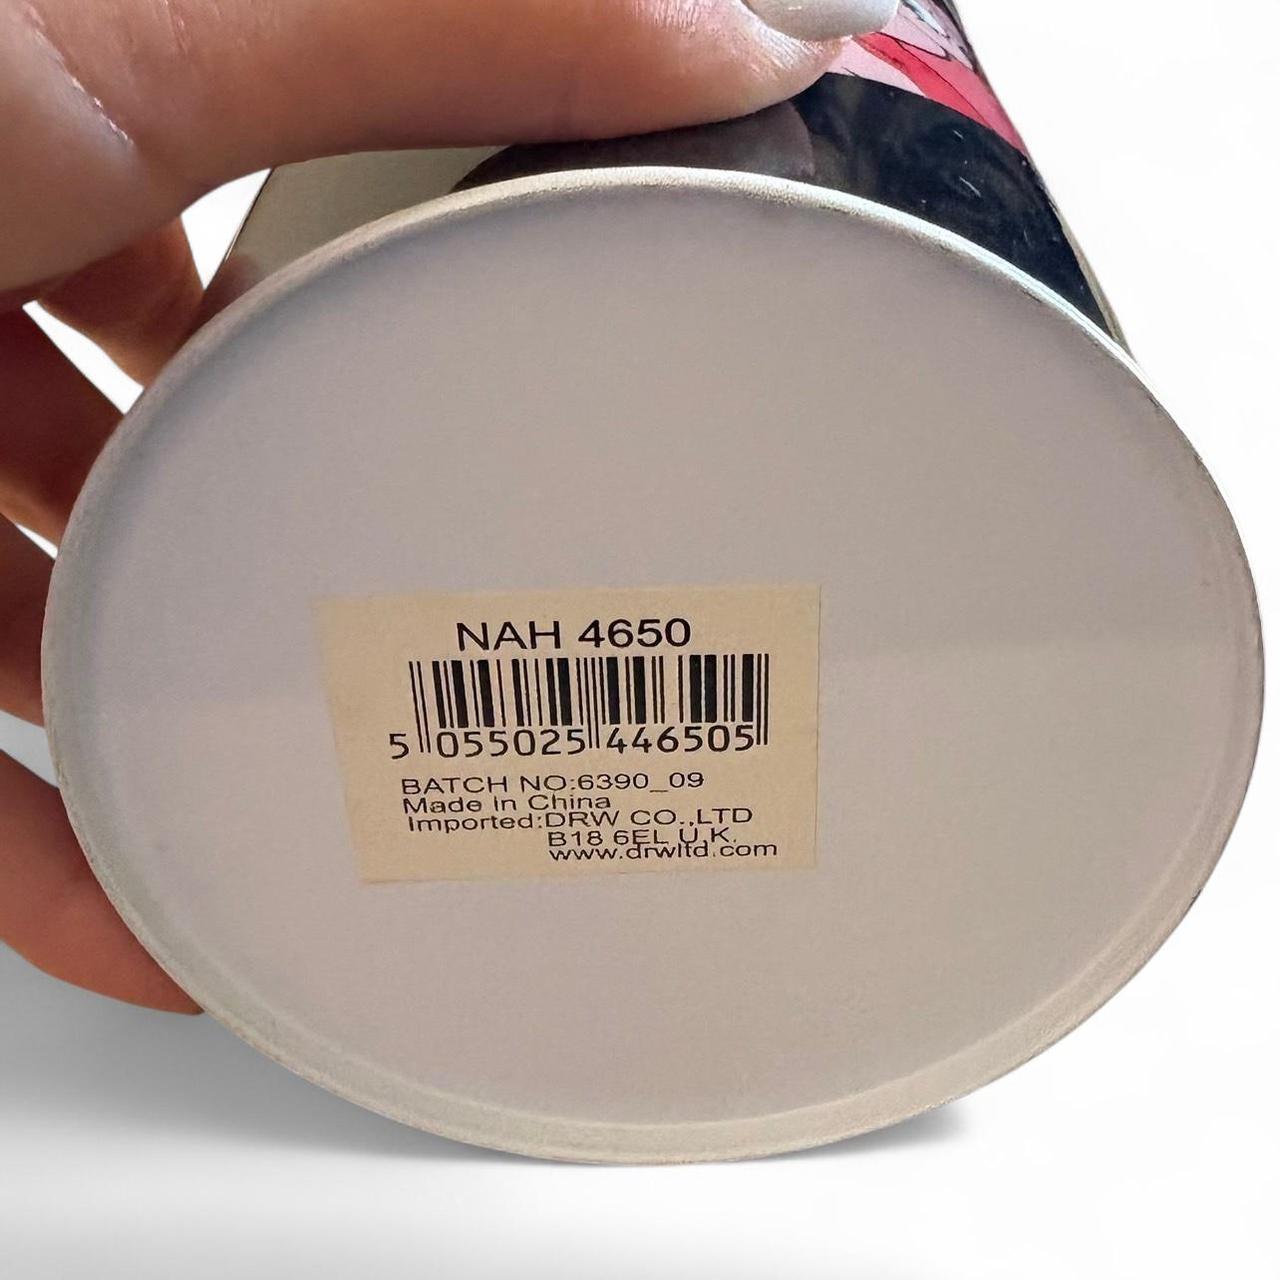 NAH 4650
5 055025 446505
BATCH NO:6390_09
Made In China
Imported:DRW CO.,LTD
B18 6EL U.K.
www.drwltd.com